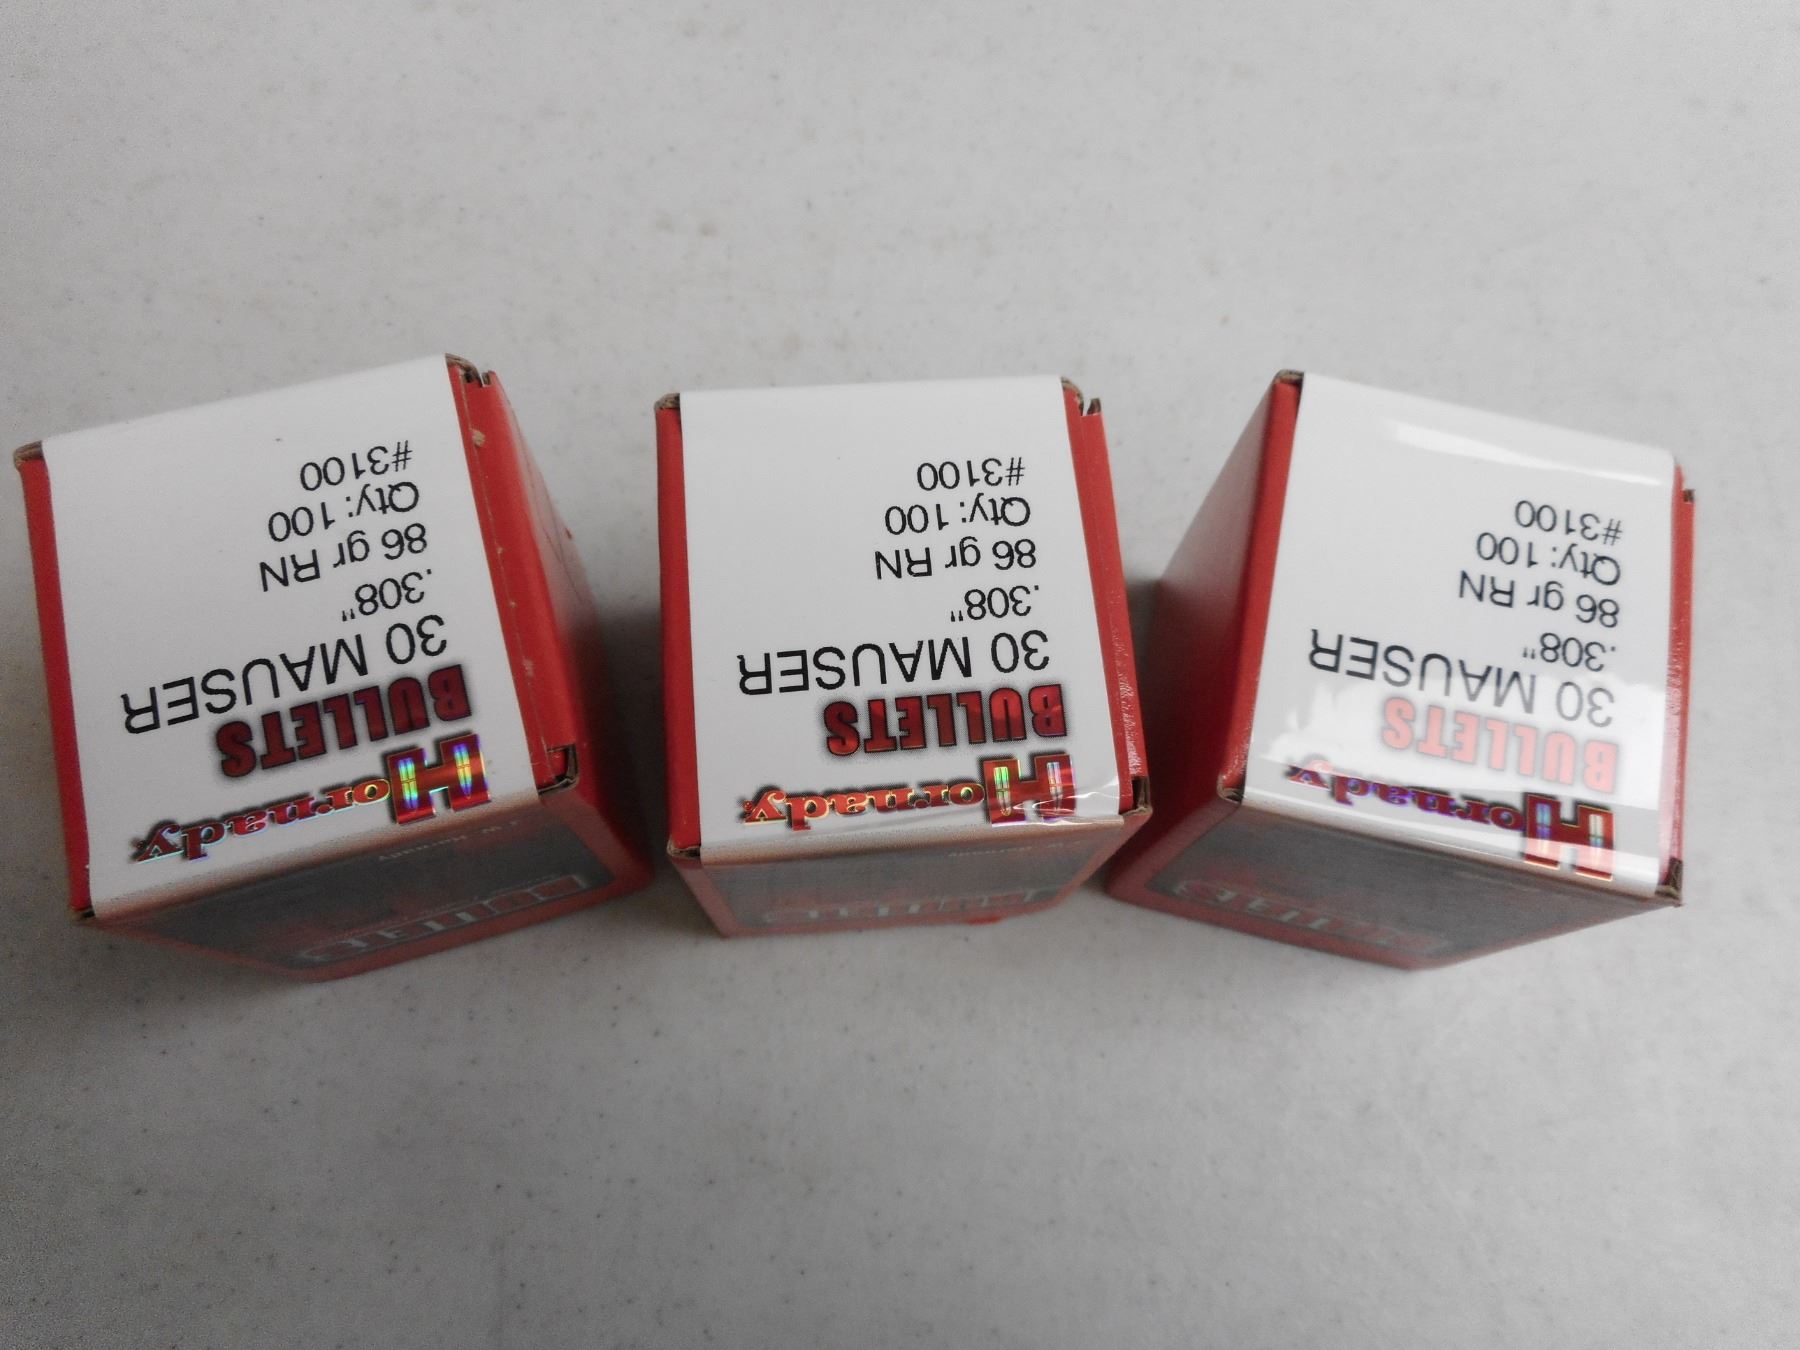 Hornady
BULLETS
30 MAUSER
.308"
86 gr RN
Qty: 100
#3100
Hornady
BULLETS
30 MAUSER
.308"
86 gr RN
Qty: 100
#3100
Hornady
BULLETS
30 MAUSER
.308"
86 gr RN
Qty: 100
#3100